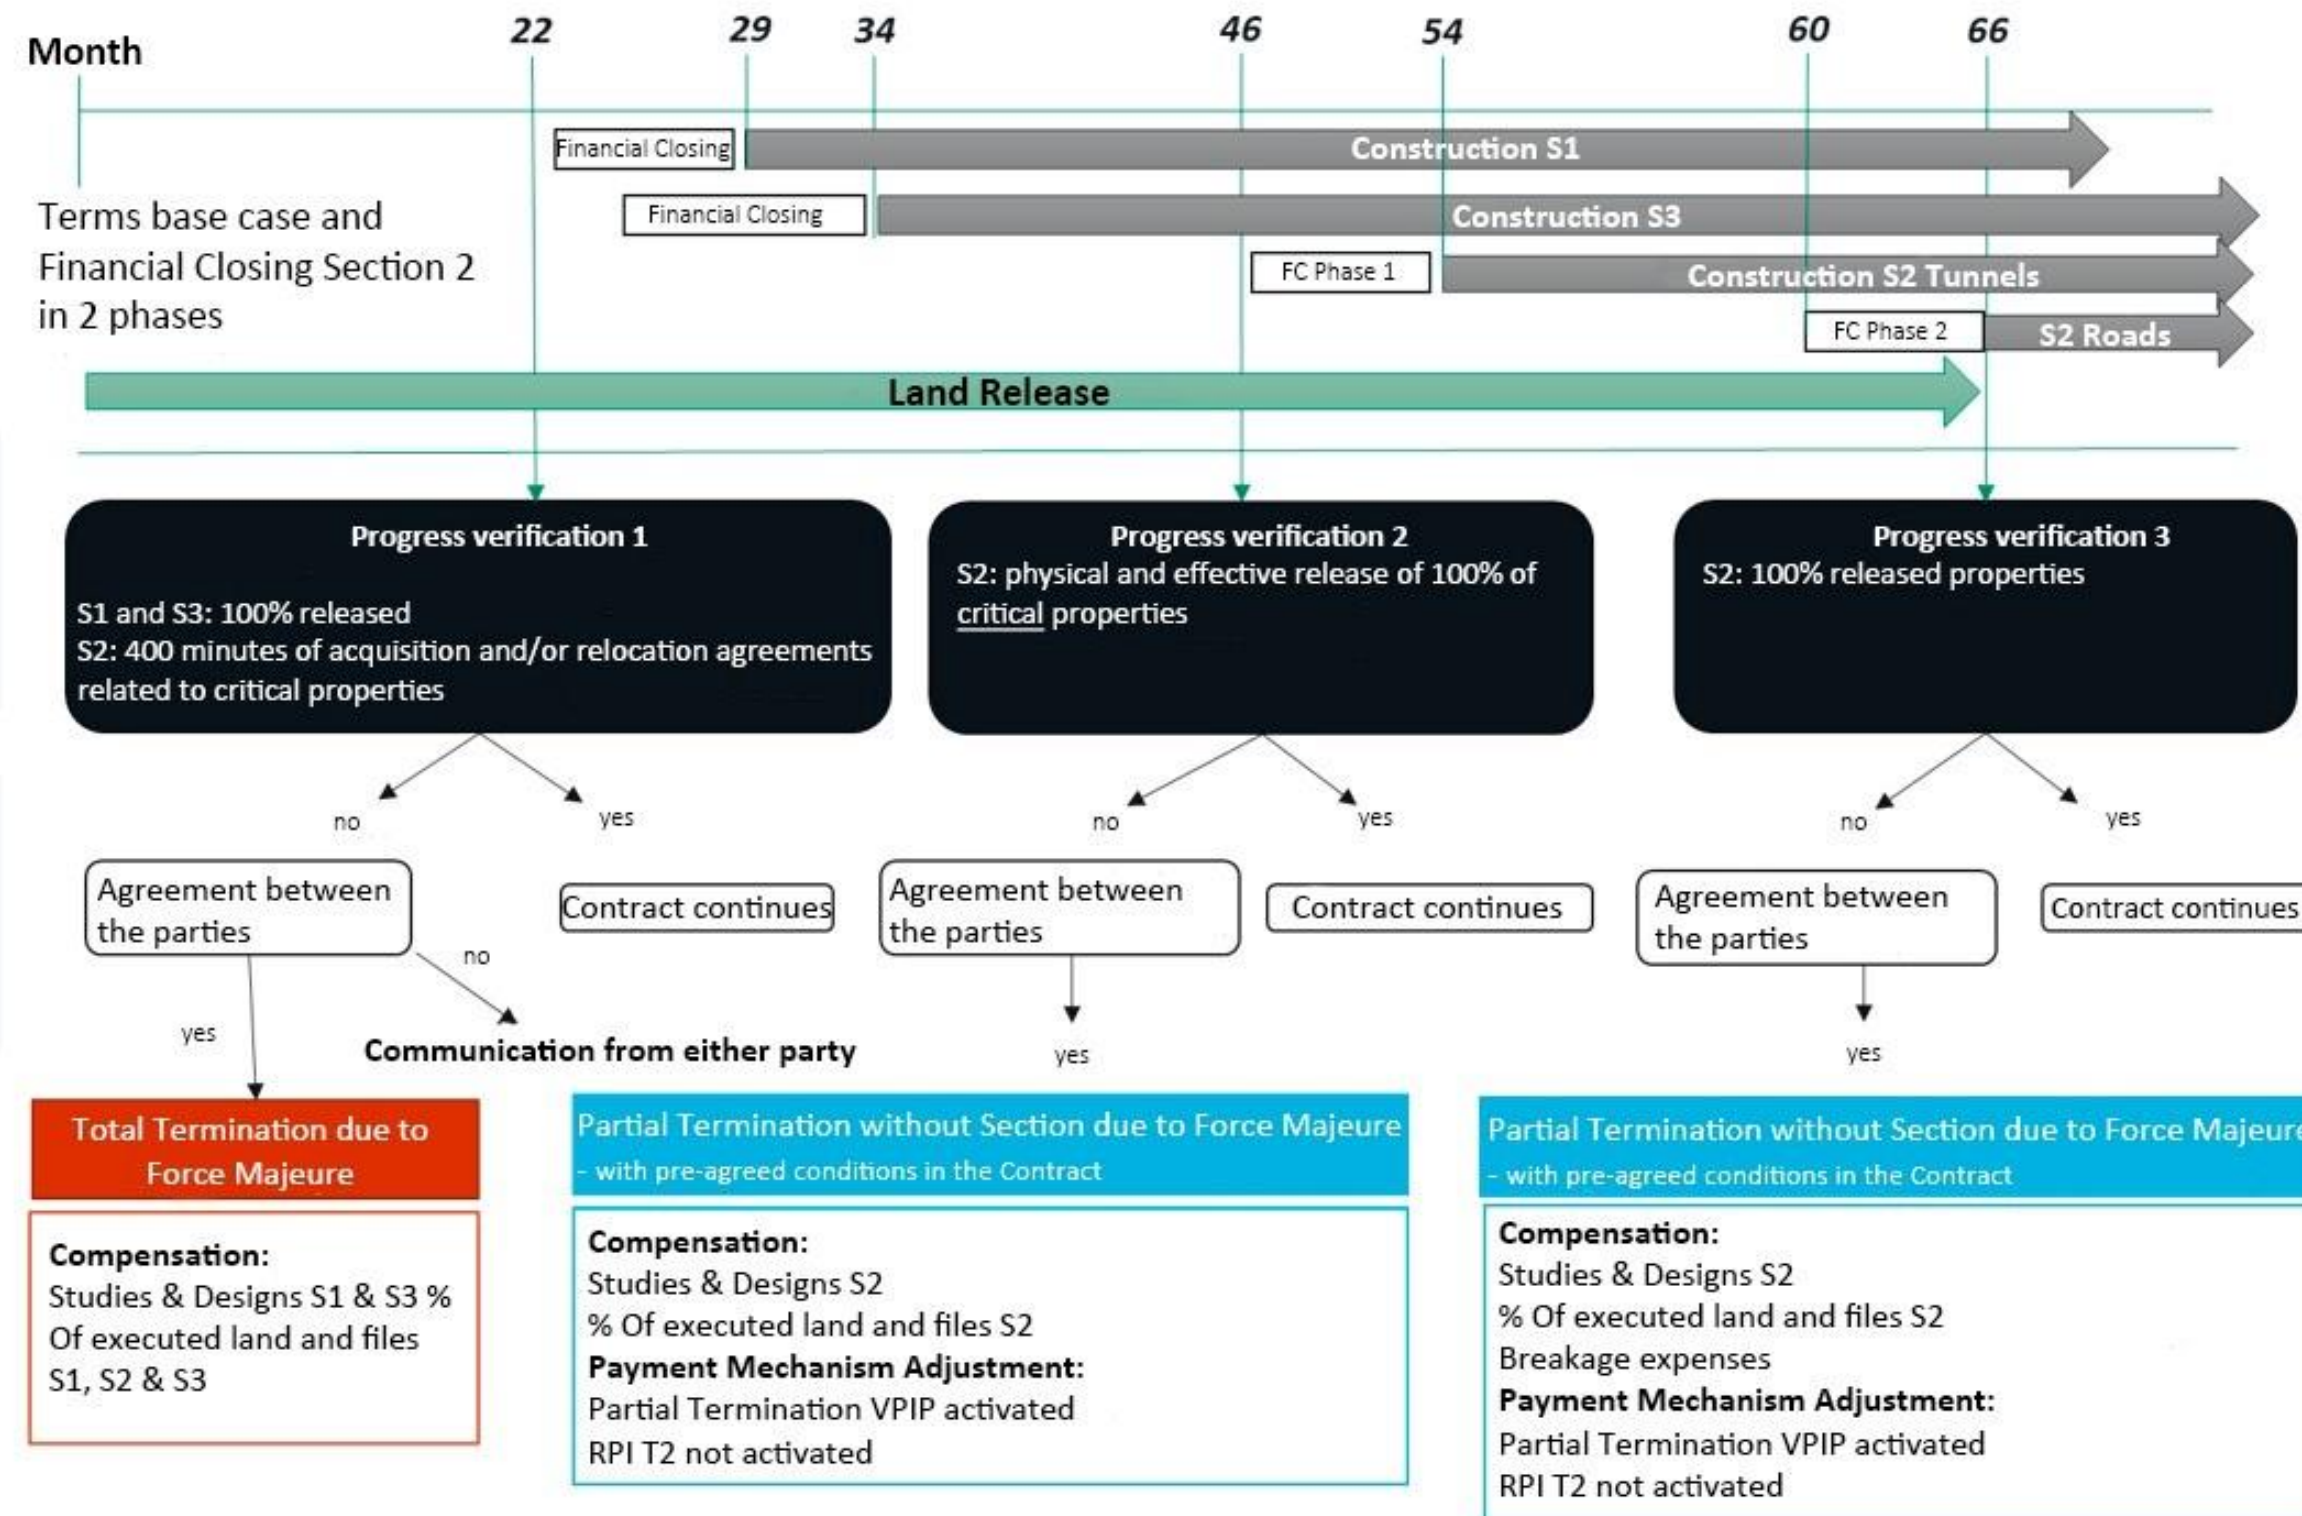 Month
22
29
34
46
54
60
66
Financial Closing
Construction S1
Terms base case and
Financial Closing Section 2
in 2 phases
Financial Closing
Construction S3
FC Phase 1
Construction S2 Tunnels
FC Phase 2
S2 Roads
Land Release
Progress verification 1
S1 and S3: 100% released
S2: 400 minutes of acquisition and/or relocation agreements
related to critical properties
Progress verification 2
S2: physical and effective release of 100% of
critical properties
Progress verification 3
S2: 100% released properties
no
yes
no
yes
no
yes
Agreement between
the parties
Contract continues
Agreement between
the parties
Contract continues
Agreement between
the parties
Contract continues
no
yes
Communication from either party
yes
yes
Total Termination due to
Force Majeure
Compensation:
Studies & Designs S1 & S3 %
Of executed land and files
S1, S2 & S3
Partial Termination without Section due to Force Majeure
- with pre-agreed conditions in the Contract
Compensation:
Studies & Designs S2
% Of executed land and files S2
Payment Mechanism Adjustment:
Partial Termination VPIP activated
RPI T2 not activated
Partial Termination without Section due to Force Majeure
- with pre-agreed conditions in the Contract
Compensation:
Studies & Designs S2
% Of executed land and files S2
Breakage expenses
Payment Mechanism Adjustment:
Partial Termination VPIP activated
RPI T2 not activated